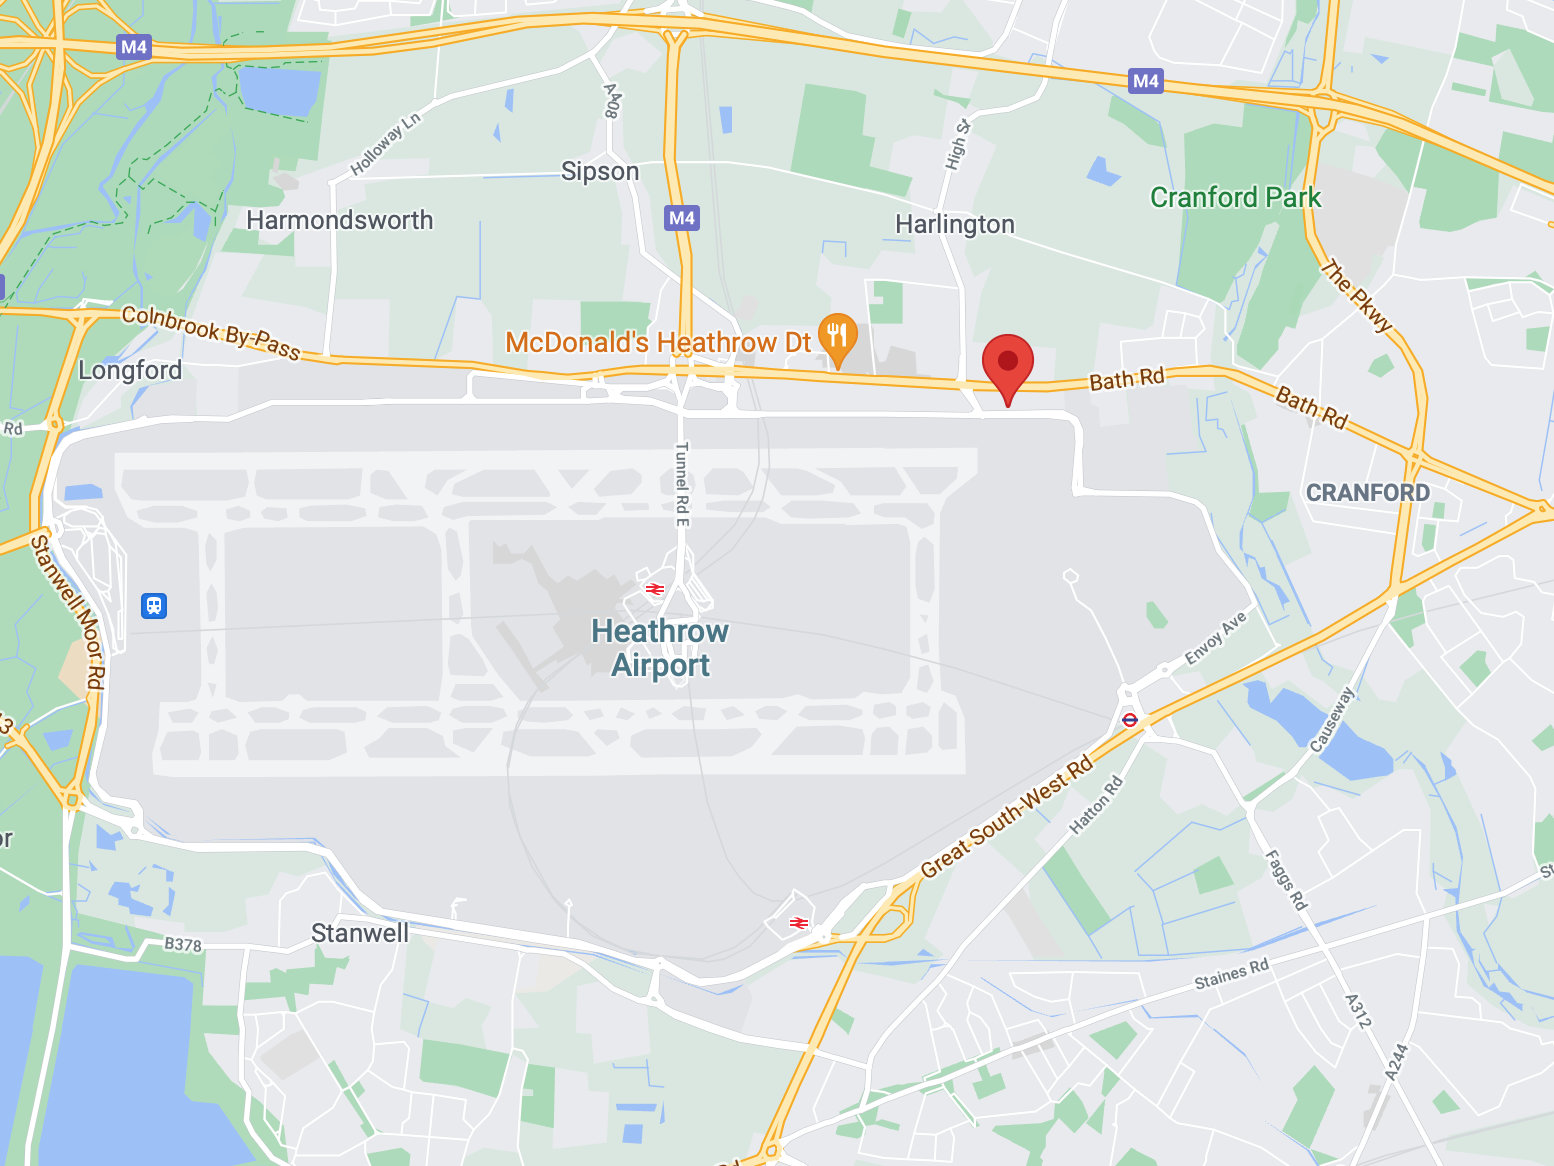 M4
M4
A408
Holloway Ln
High Sr
Sipson
Cranford Park
Harmondsworth
M4
Harlington
The Pkwy
Colnbrook By-Pass
McDonald's Heathrow Dt
Longford
Bath Rd
Bath Rd
Rd
Tunnel Rd E
CRANFORD
Stanwell Moor Rd
Heathrow
Airport
Envoy Ave
Causeway
Great South-West Rd
Hatton Rd
Faggs Rd
Stanwell
B378
Staines Rd
A312
A244